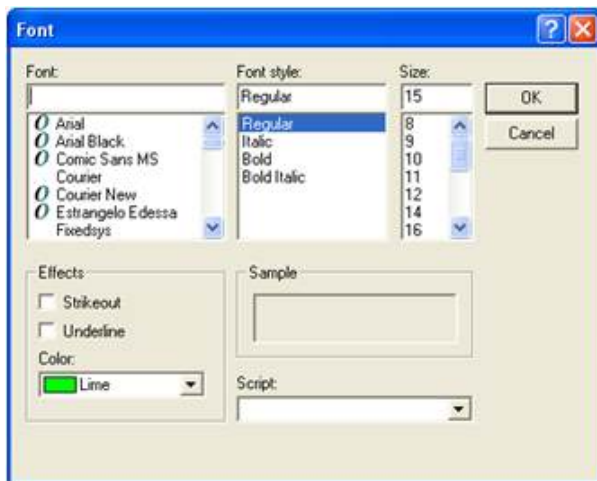 Font
Font:
Font style:
Size:
Regular
15
OK
Cancel
O Arial
O Arial Black
O Comic Sans MS
Courier
O Courier New
O Estrangelo Edessa
Fixedsys
Regular
Italic
Bold
Bold Italic
8
9
10
11
12
14
16
Effects
Strikeout
Underline
Color:
Lime
Sample
Script: